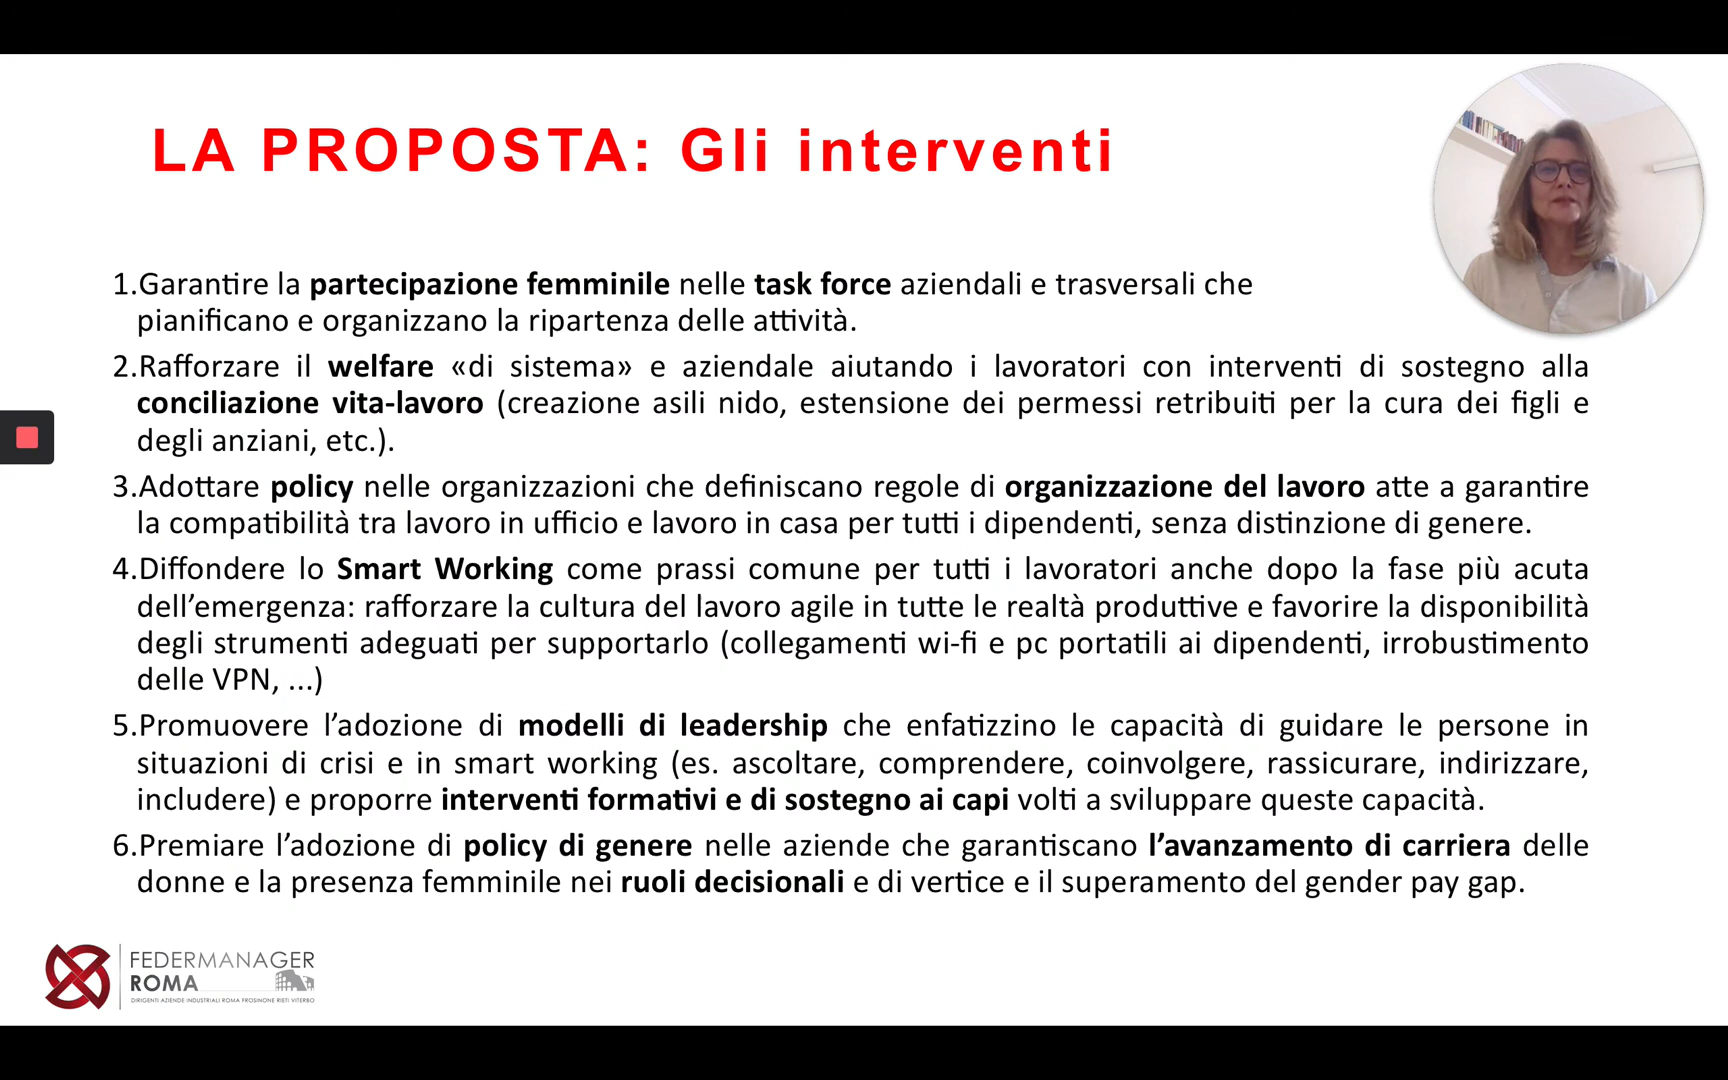 LA PROPOSTA: Gli interventi
1.Garantire la partecipazione femminile nelle task force aziendali e trasversali che
pianificano e organizzano la ripartenza delle attività.
2.Rafforzare il welfare «di sistema» e aziendale aiutando i lavoratori con interventi di sostegno alla
conciliazione vita-lavoro (creazione asili nido, estensione dei permessi retribuiti per la cura dei figli e
degli anziani, etc.).
3.Adottare policy nelle organizzazioni che definiscano regole di organizzazione del lavoro atte a garantire
la compatibilità tra lavoro in ufficio e lavoro in casa per tutti i dipendenti, senza distinzione di genere.
4.Diffondere lo Smart Working come prassi comune per tutti i lavoratori anche dopo la fase più acuta
dell’emergenza: rafforzare la cultura del lavoro agile in tutte le realtà produttive e favorire la disponibilità
degli strumenti adeguati per supportarlo (collegamenti wi-fi e pc portatili ai dipendenti, irrobustimento
delle VPN, ...)
5.Promuovere l’adozione di modelli di leadership che enfatizzino le capacità di guidare le persone in
situazioni di crisi e in smart working (es. ascoltare, comprendere, coinvolgere, rassicurare, indirizzare,
includere) e proporre interventi formativi e di sostegno ai capi volti a sviluppare queste capacità.
6.Premiare l’adozione di policy di genere nelle aziende che garantiscano l’avanzamento di carriera delle
donne e la presenza femminile nei ruoli decisionali e di vertice e il superamento del gender pay gap.
FEDERMANAGER
ROMA
DIRIGENTI AZIENDE INDUSTRIALI ROMA FROSINONE RIETI VITERBO